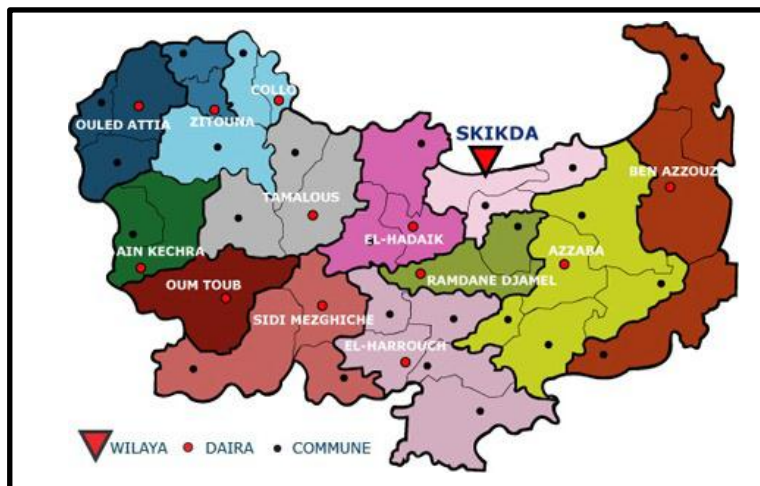 COLLO
OULED ATTIA
ZITOUNA
SKIKDA
BEN AZZOUZ
TAMALOUS
EL-HADAIK
AIN KECHRA
AZZABA
OUM TOUB
RAMDANE DJAMEL
SIDI MEZGHICHE
EL-HARROUCH
WILAYA DAIRA COMMUNE